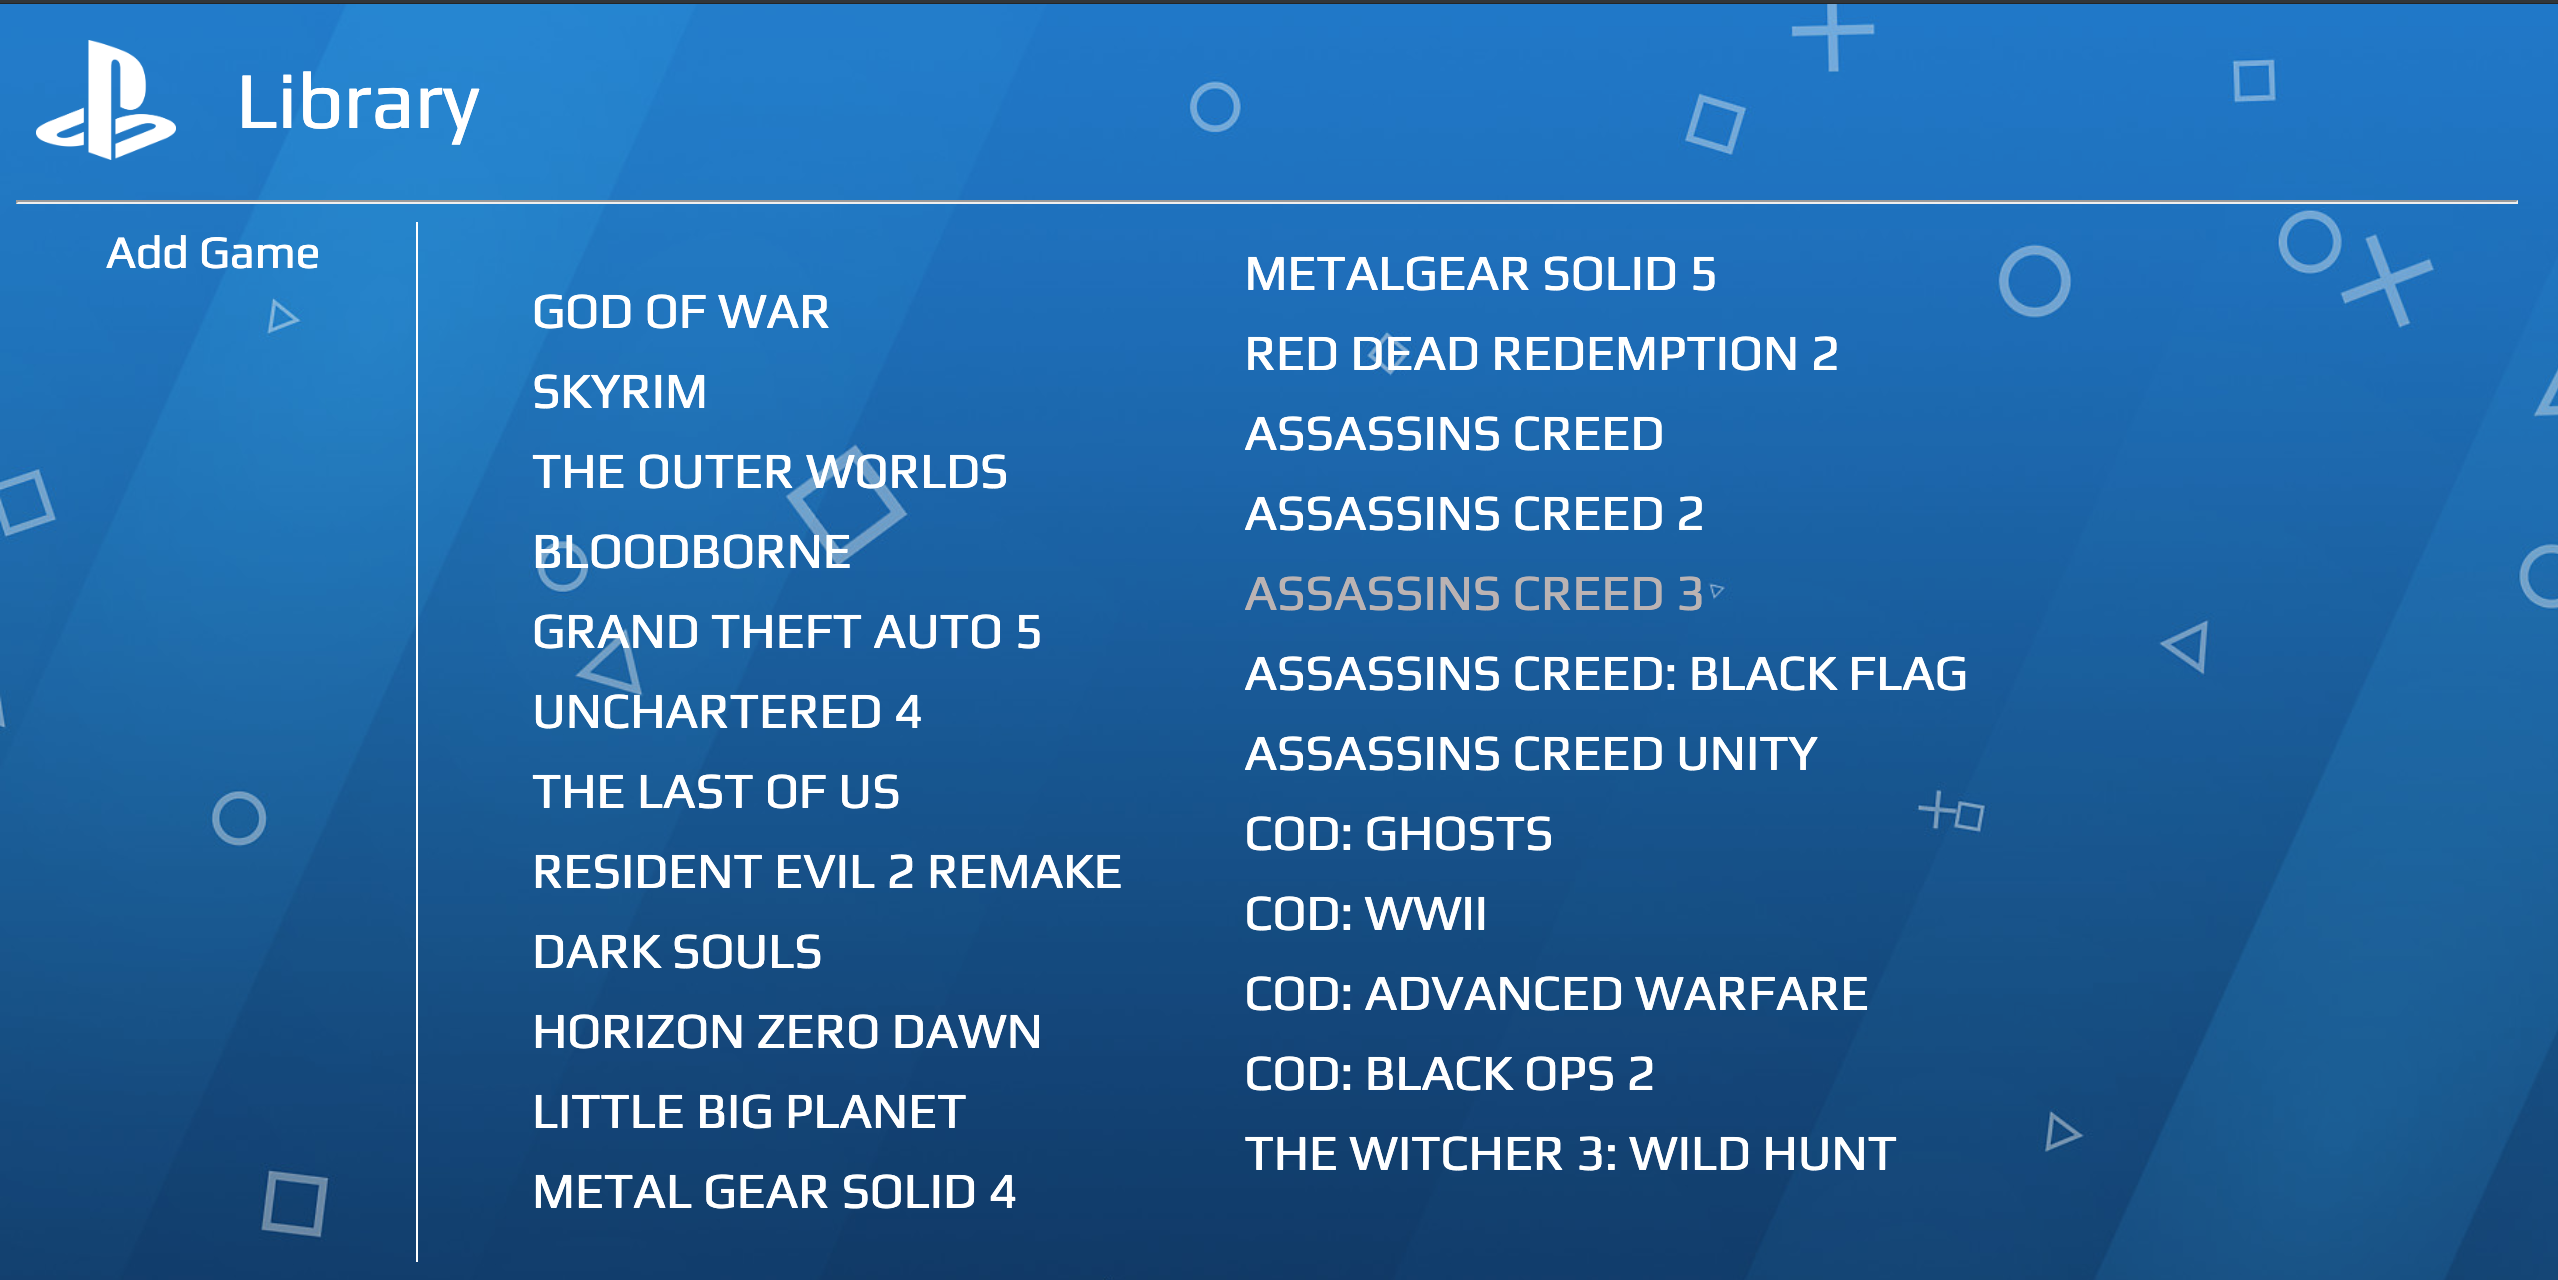 Library
Add Game
GOD OF WAR
SKYRIM
THE OUTER WORLDS
BLOODBORNE
GRAND THEFT AUTO 5
UNCHARTERED 4
THE LAST OF US
RESIDENT EVIL 2 REMAKE
DARK SOULS
HORIZON ZERO DAWN
LITTLE BIG PLANET
METAL GEAR SOLID 4
METALGEAR SOLID 5
RED DEAD REDEMPTION 2
ASSASSINS CREED
ASSASSINS CREED 2
ASSASSINS CREED 3
ASSASSINS CREED: BLACK FLAG
ASSASSINS CREED UNITY
COD: GHOSTS
COD: WWII
COD: ADVANCED WARFARE
COD: BLACK OPS 2
THE WITCHER 3: WILD HUNT